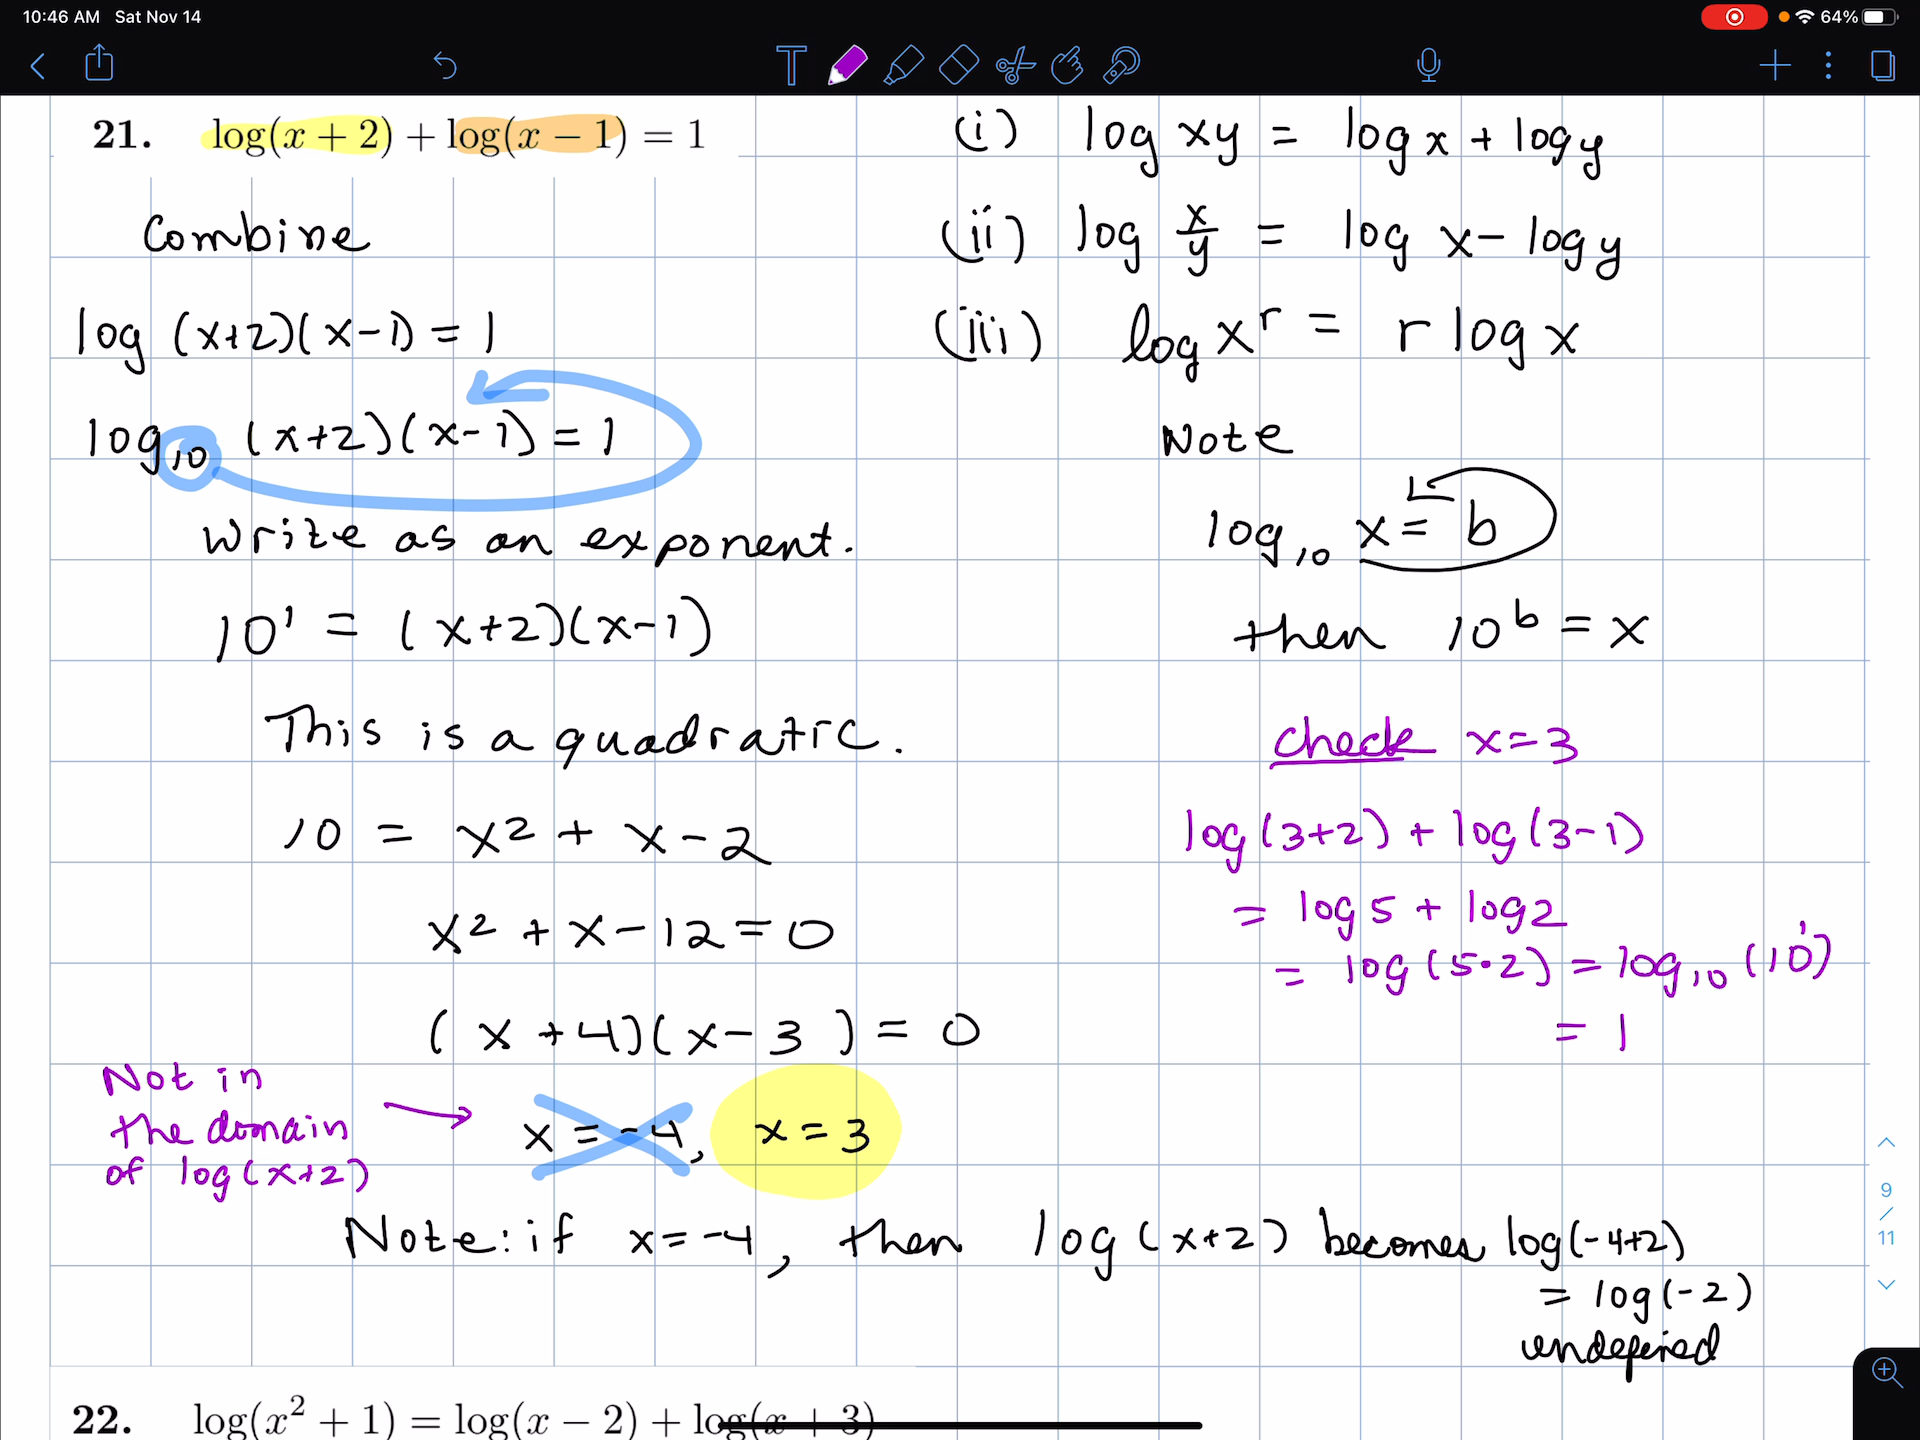 10:46 AM Sat Nov 14
64%
21. log(x + 2) + log(x − 1) = 1
Combine
log (x+2)(x-1) = 1
log₁₀ (x+2)(x-1) = 1
Write as an exponent.
10¹ = (x+2)(x-1)
This is a quadratic.
10 = x² + x - 2
x² + x - 12 = 0
(x + 4)(x - 3) = 0
Not in
the domain
of log(x+2)
x = -4, x = 3
Note: if x = -4, then log(x+2) becomes log(-4+2)
= log(-2)
undefined
(i) log xy = log x + log y
(ii) log x/y = log x - log y
(iii) log xʳ = r log x
Note
log₁₀ x = b
then 10ᵇ = x
check x = 3
log(3+2) + log(3-1)
= log 5 + log 2
= log(5·2) = log₁₀(10¹)
= 1
9
/
11
22. log(x² + 1) = log(x − 2) + log(x + 3)